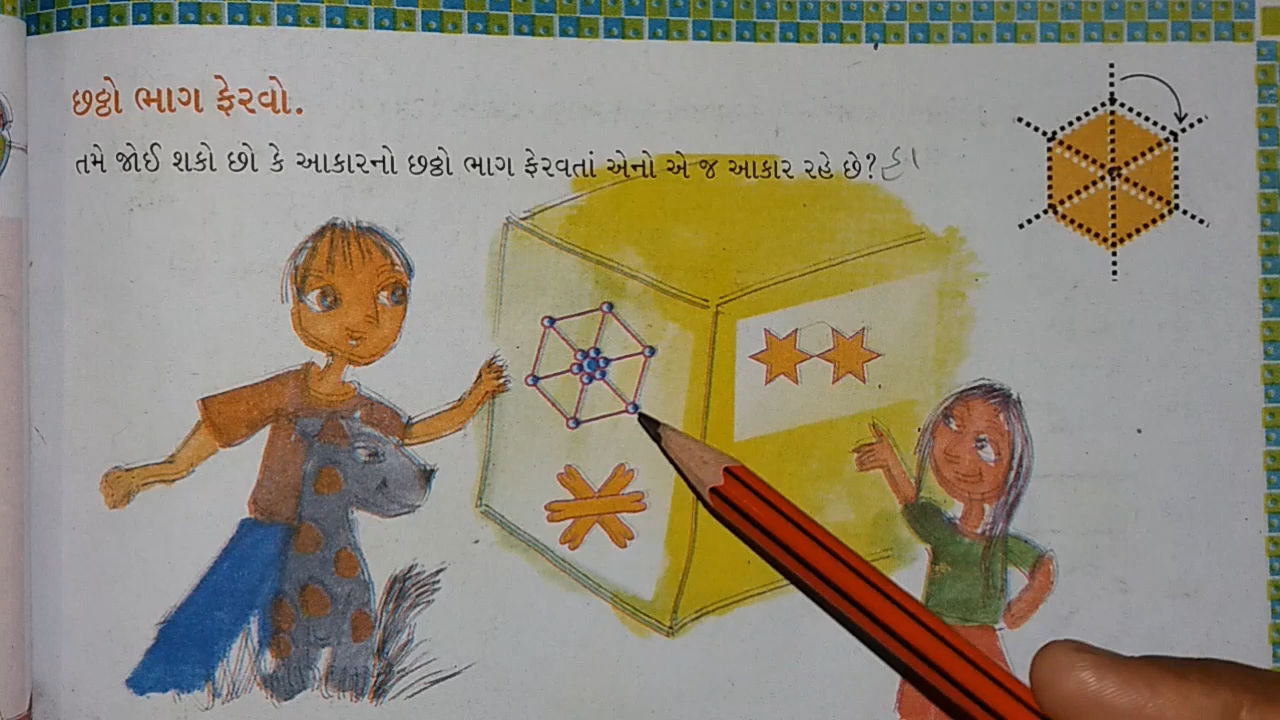 છઠ્ઠો ભાગ ફેરવો.
તમે જોઈ શકો છો કે આકારનો છઠ્ઠો ભાગ ફેરવતાં એનો એ જ આકાર રહે છે? હા